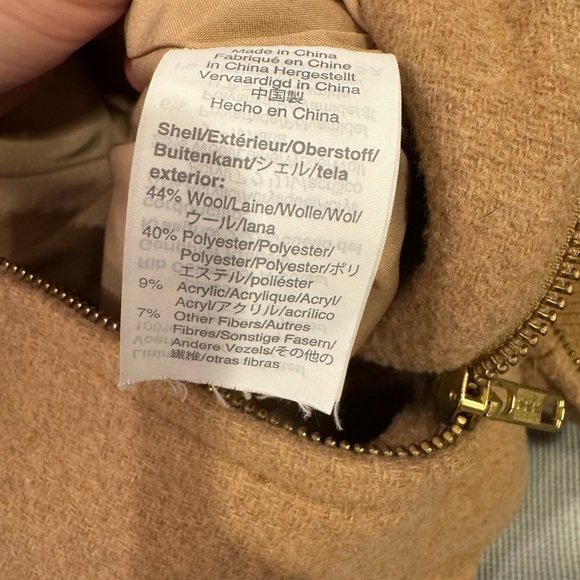 Made in China
Fabriqué en Chine
in China Hergestellt
Vervaardigd in China
中国製
Hecho en China
Shell/Extérieur/Oberstoff/
Buitenkant/シェル/tela
exterior:
44% Wool/Laine/Wolle/Wol/
ウール/lana
40% Polyester/Polyester/
Polyester/Polyester/ポリ
エステル/poliéster
9% Acrylic/Acrylique/Acryl/
Acryl/アクリル/acrílico
7% Other Fibers/Autres
Fibres/Sonstige Fasern/
Andere Vezels/その他の
繊維/otras fibras